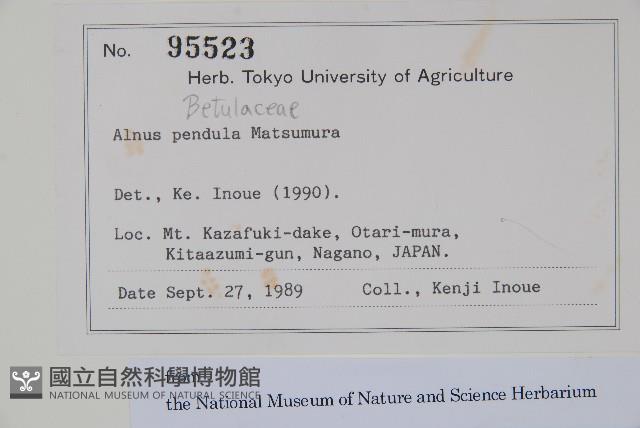 No. 95523
Herb. Tokyo University of Agriculture
Betulaceae
Alnus pendula Matsumura
Det., Ke. Inoue (1990).
Loc. Mt. Kazafuki-dake, Otari-mura,
Kitaazumi-gun, Nagano, JAPAN.
Date Sept. 27, 1989 Coll., Kenji Inoue
國立自然科學博物館
NATIONAL MUSEUM OF NATURAL SCIENCE
the National Museum of Nature and Science Herbarium